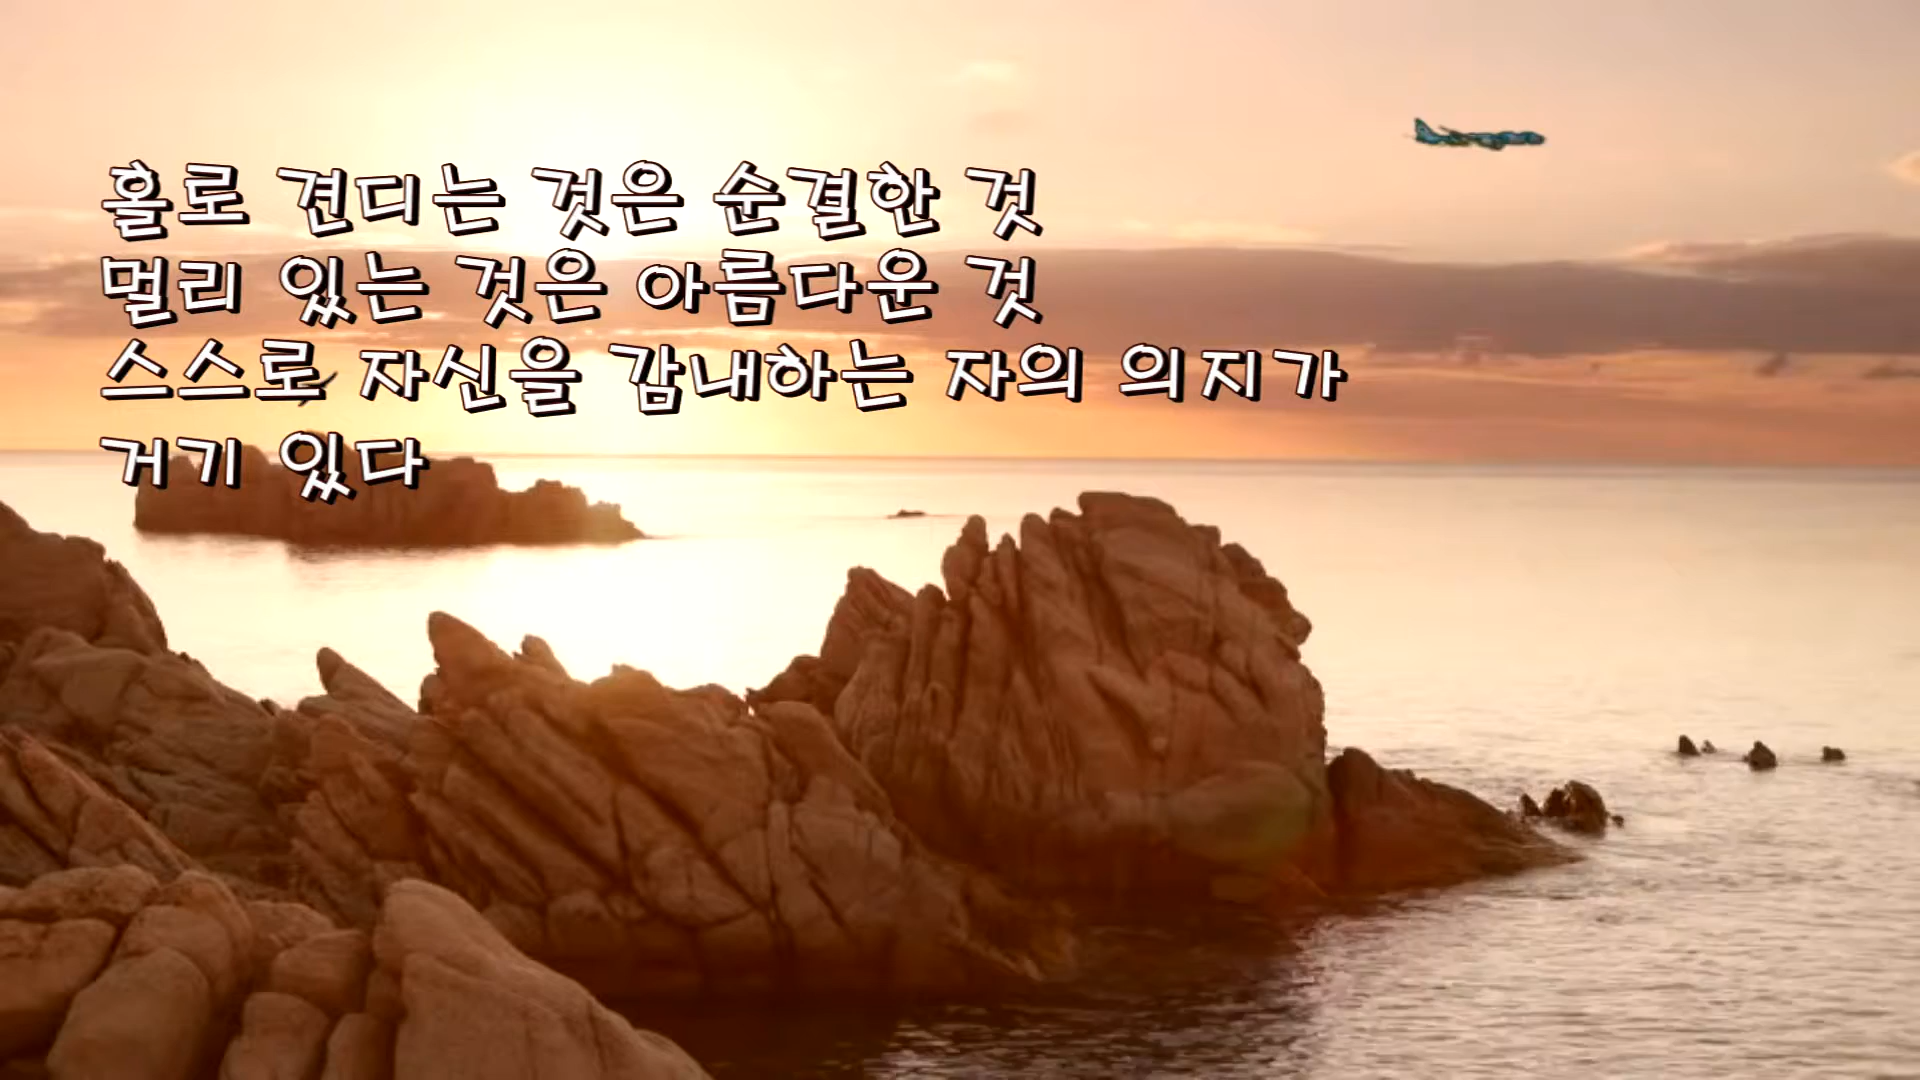 홀로 견디는 것은 순결한 것
멀리 있는 것은 아름다운 것
스스로 자신을 감내하는 자의 의지가
거기 있다